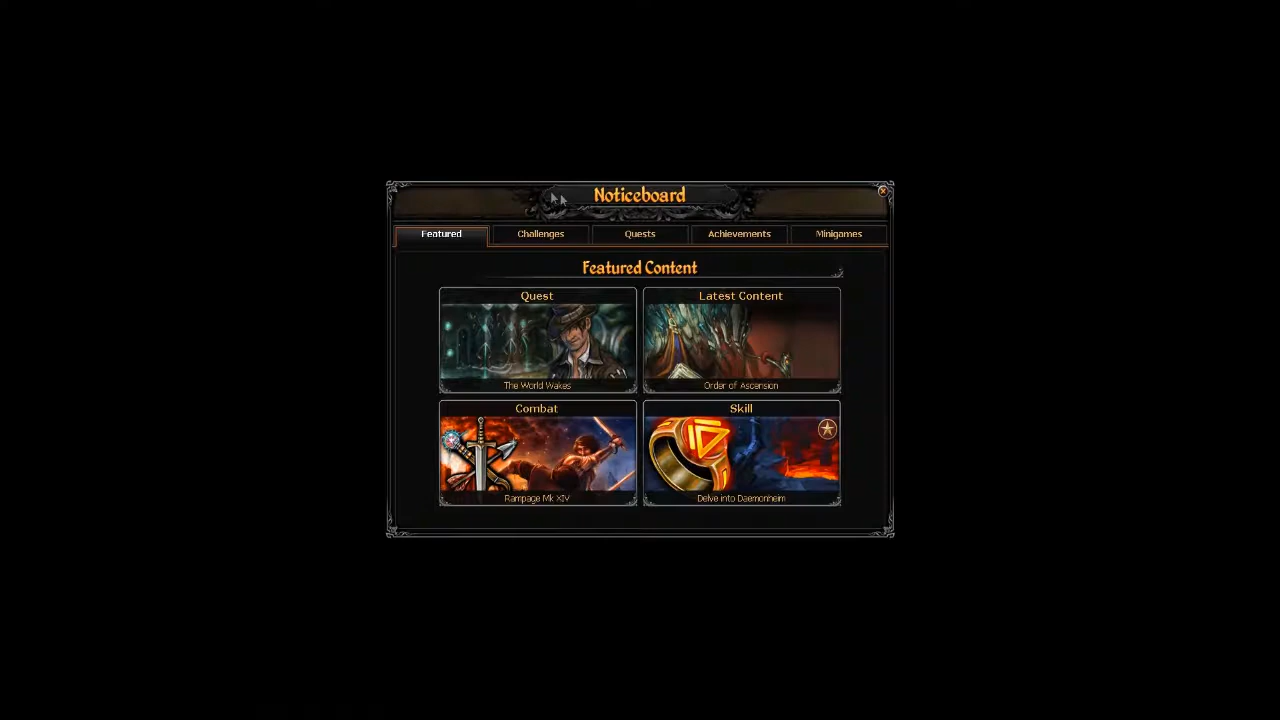 Noticeboard
Featured Challenges Quests Achievements Minigames
Featured Content
Quest Latest Content
The World Wakes Order of Ascension
Combat Skill
Rampage Mk XIV Delve into Daemonheim